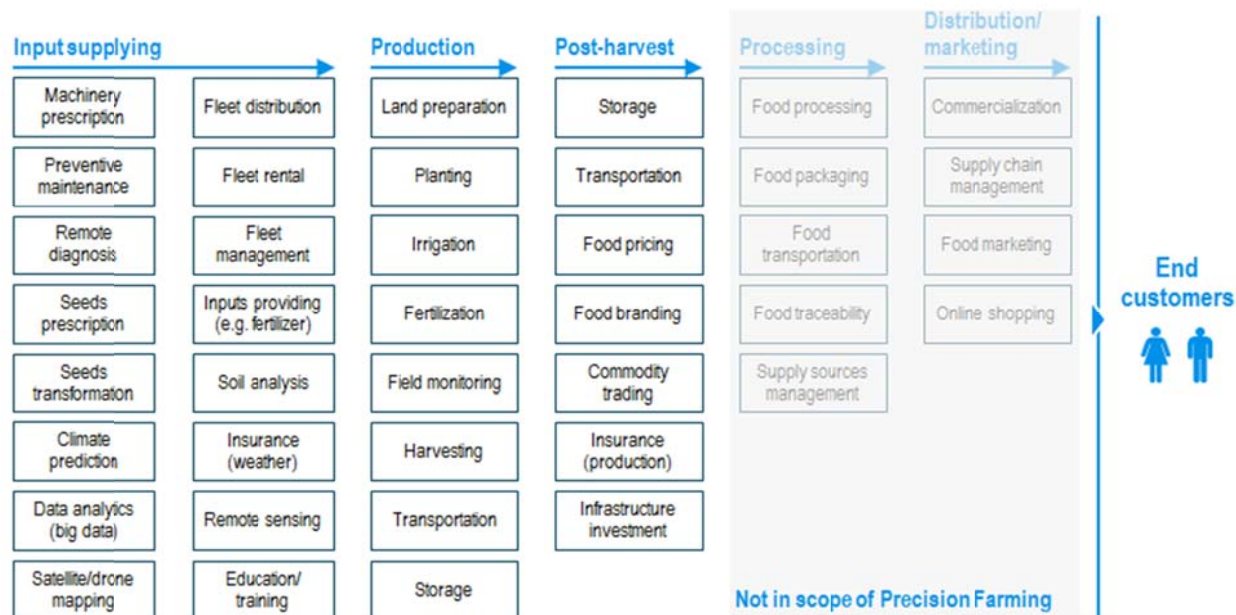 Input supplying
Production
Post-harvest
Processing
Distribution/
marketing
Machinery
prescription
Preventive
maintenance
Remote
diagnosis
Seeds
prescription
Seeds
transformation
Climate
prediction
Data analytics
(big data)
Satellite/drone
mapping
Fleet distribution
Fleet rental
Fleet
management
Inputs providing
(e.g. fertilizer)
Soil analysis
Insurance
(weather)
Remote sensing
Education/
training
Land preparation
Planting
Irrigation
Fertilization
Field monitoring
Harvesting
Transportation
Storage
Storage
Transportation
Food pricing
Food branding
Commodity
trading
Insurance
(production)
Infrastructure
investment
Food processing
Food packaging
Food
transportation
Food traceability
Supply sources
management
Commercialization
Supply chain
management
Food marketing
Online shopping
Not in scope of Precision Farming
End
customers